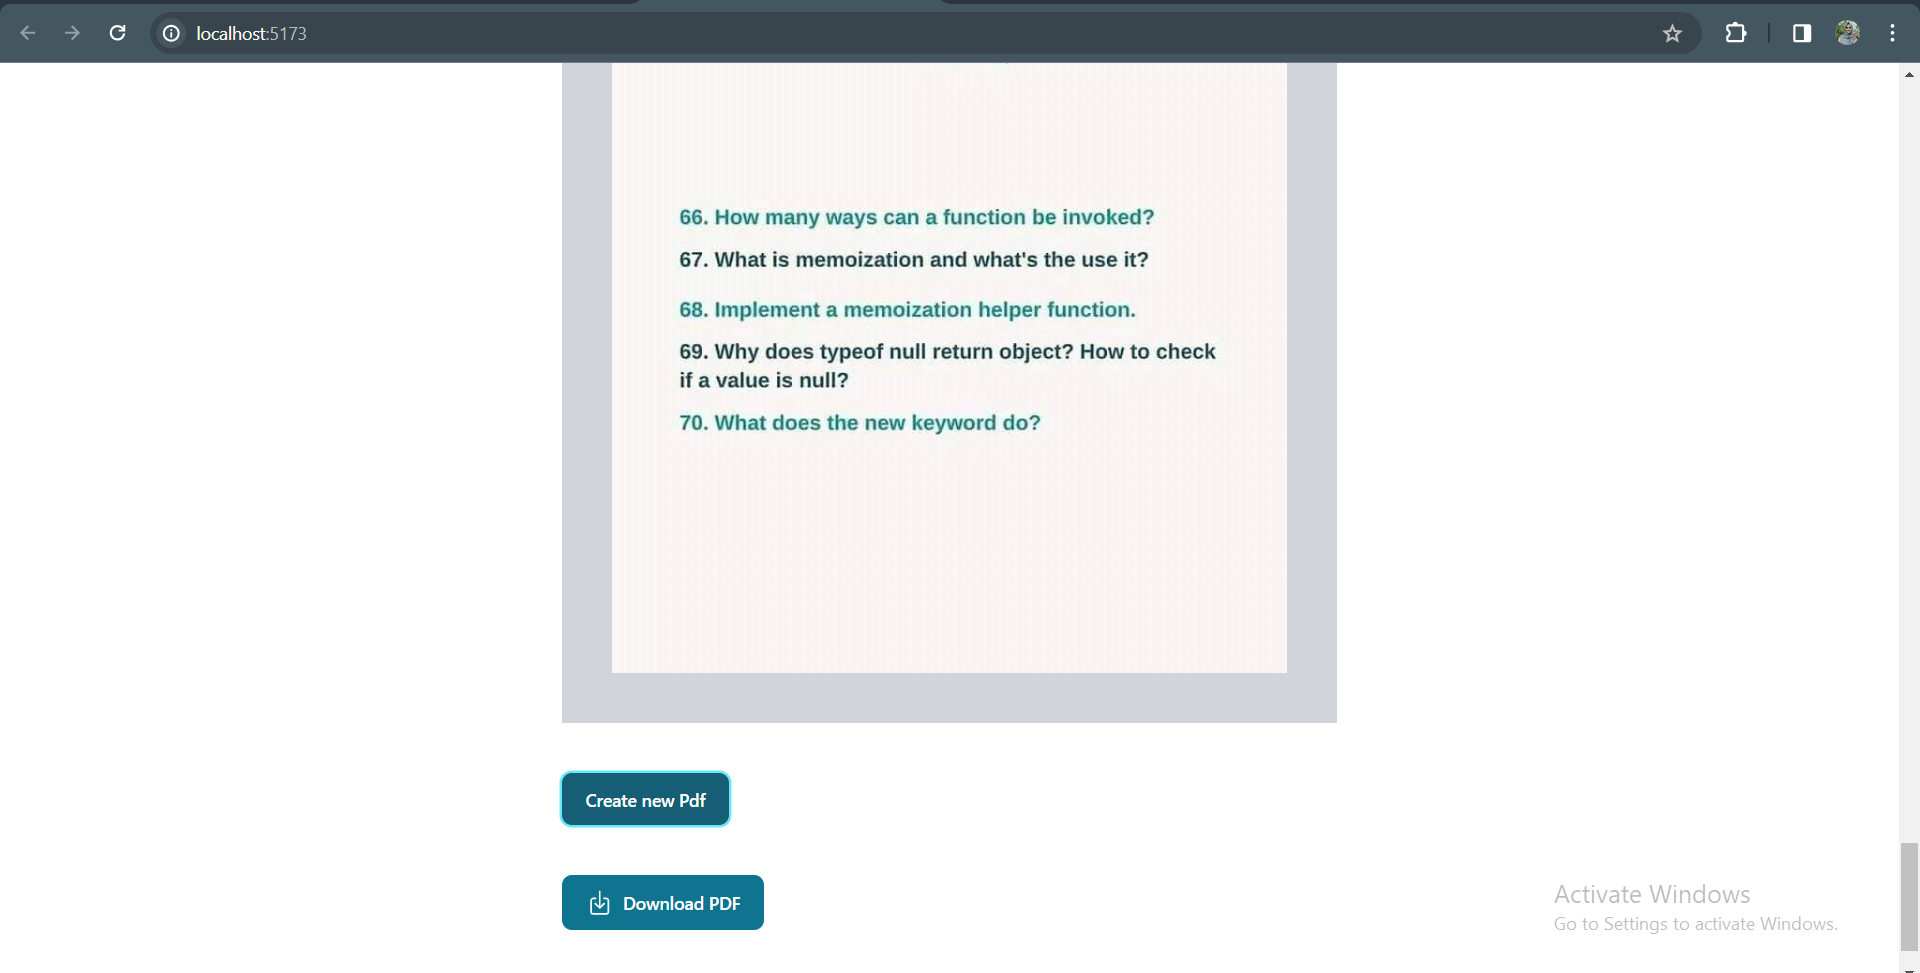 localhost:5173
66. How many ways can a function be invoked?
67. What is memoization and what's the use it?
68. Implement a memoization helper function.
69. Why does typeof null return object? How to check
if a value is null?
70. What does the new keyword do?
Create new Pdf
Download PDF
Activate Windows
Go to Settings to activate Windows.